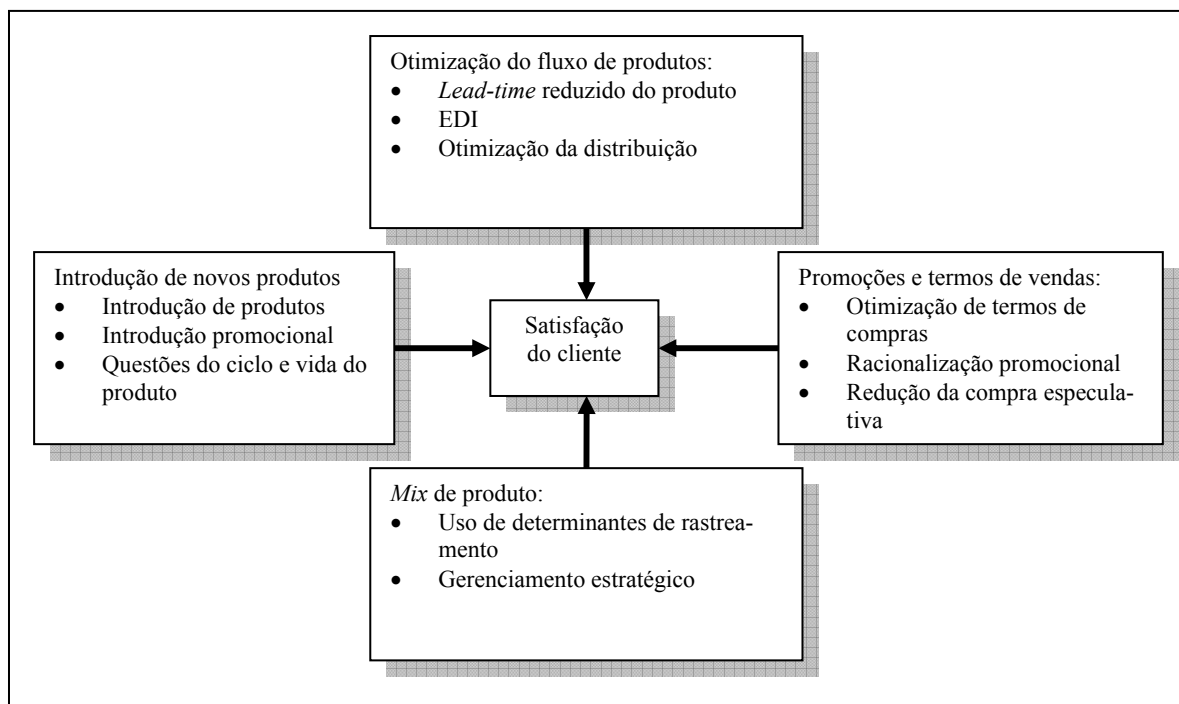 Otimização do fluxo de produtos:
• Lead-time reduzido do produto
• EDI
• Otimização da distribuição
Introdução de novos produtos
• Introdução de produtos
• Introdução promocional
• Questões do ciclo e vida do
produto
Satisfação
do cliente
Promoções e termos de vendas:
• Otimização de termos de
compras
• Racionalização promocional
• Redução da compra especula-
tiva
Mix de produto:
• Uso de determinantes de rastrea-
mento
• Gerenciamento estratégico